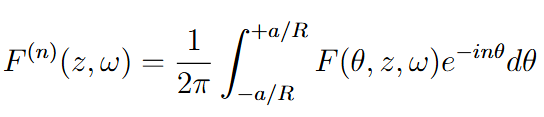 F^{(n)}(z, ω) = \frac{1}{2π} \int_{-a/R}^{+a/R} F(θ, z, ω)e^{-inθ}dθ